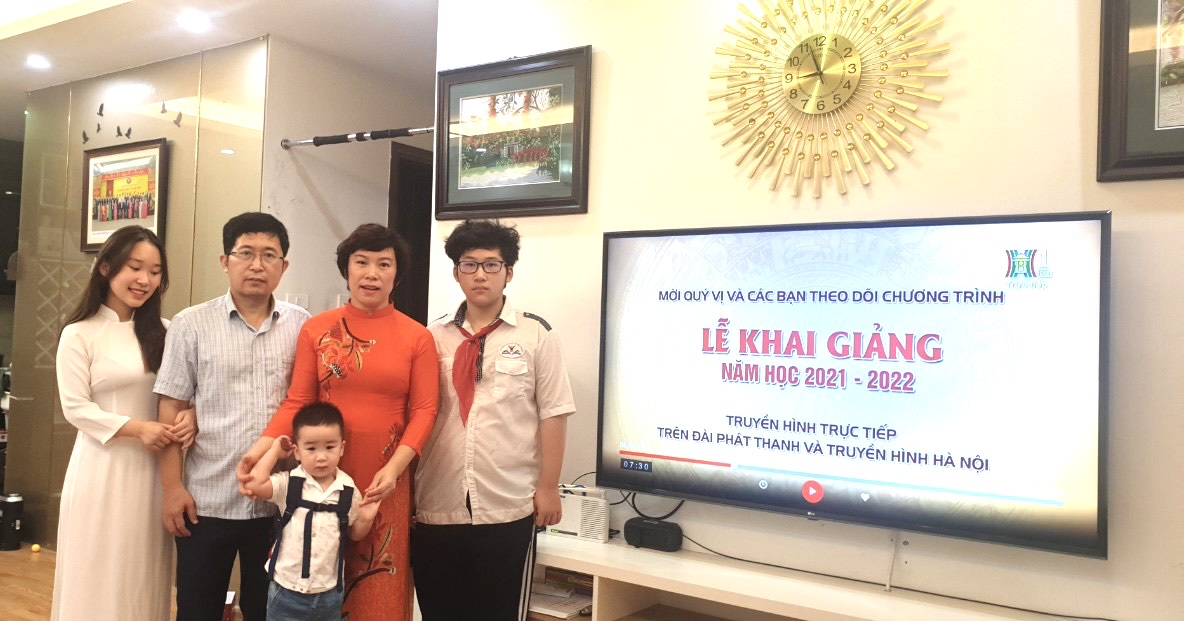 MỜI QUÝ VỊ VÀ CÁC BẠN THEO DÕI CHƯƠNG TRÌNH
LỄ KHAI GIẢNG
NĂM HỌC 2021 - 2022
TRUYỀN HÌNH TRỰC TIẾP
TRÊN ĐÀI PHÁT THANH VÀ TRUYỀN HÌNH HÀ NỘI
07:30